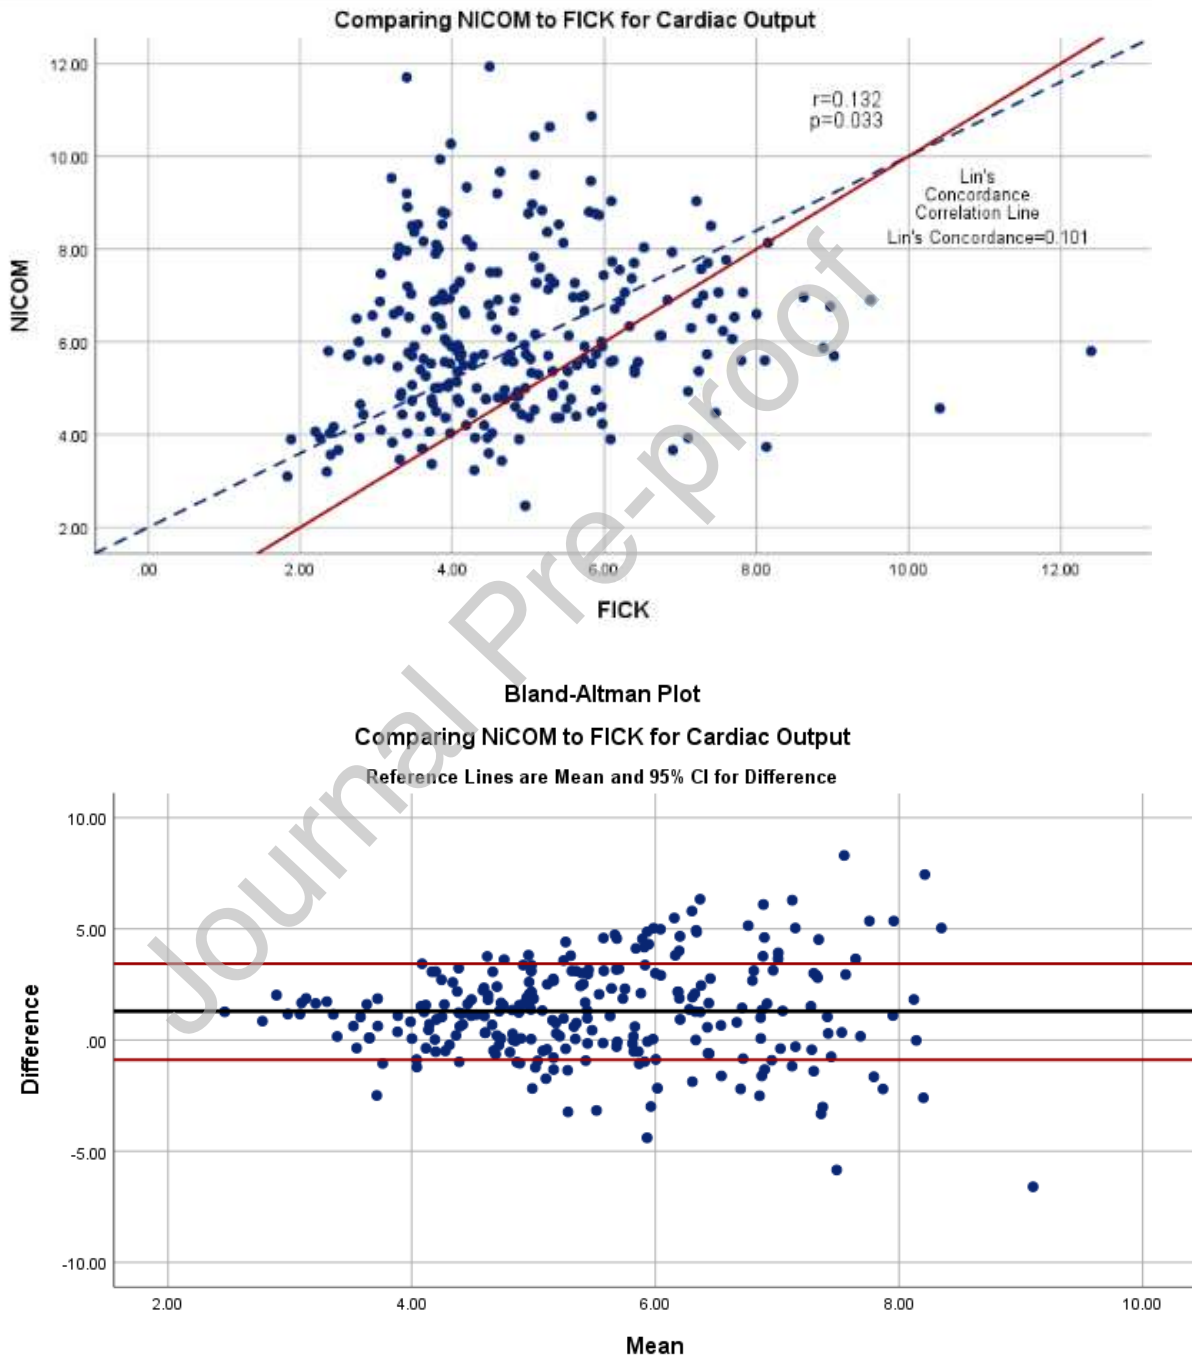 Comparing NICOM to FICK for Cardiac Output
12.00
10.00
8.00
6.00
4.00
2.00
NICOM
r=0.132
p=0.033
Lin's
Concordance
Correlation Line
Lin's Concordance=0.101
.00
2.00
4.00
6.00
8.00
10.00
12.00
FICK
Journal Pre-proof
Bland-Altman Plot
Comparing NiCOM to FICK for Cardiac Output
Reference Lines are Mean and 95% CI for Difference
10.00
5.00
.00
-5.00
-10.00
Difference
2.00
4.00
6.00
8.00
10.00
Mean